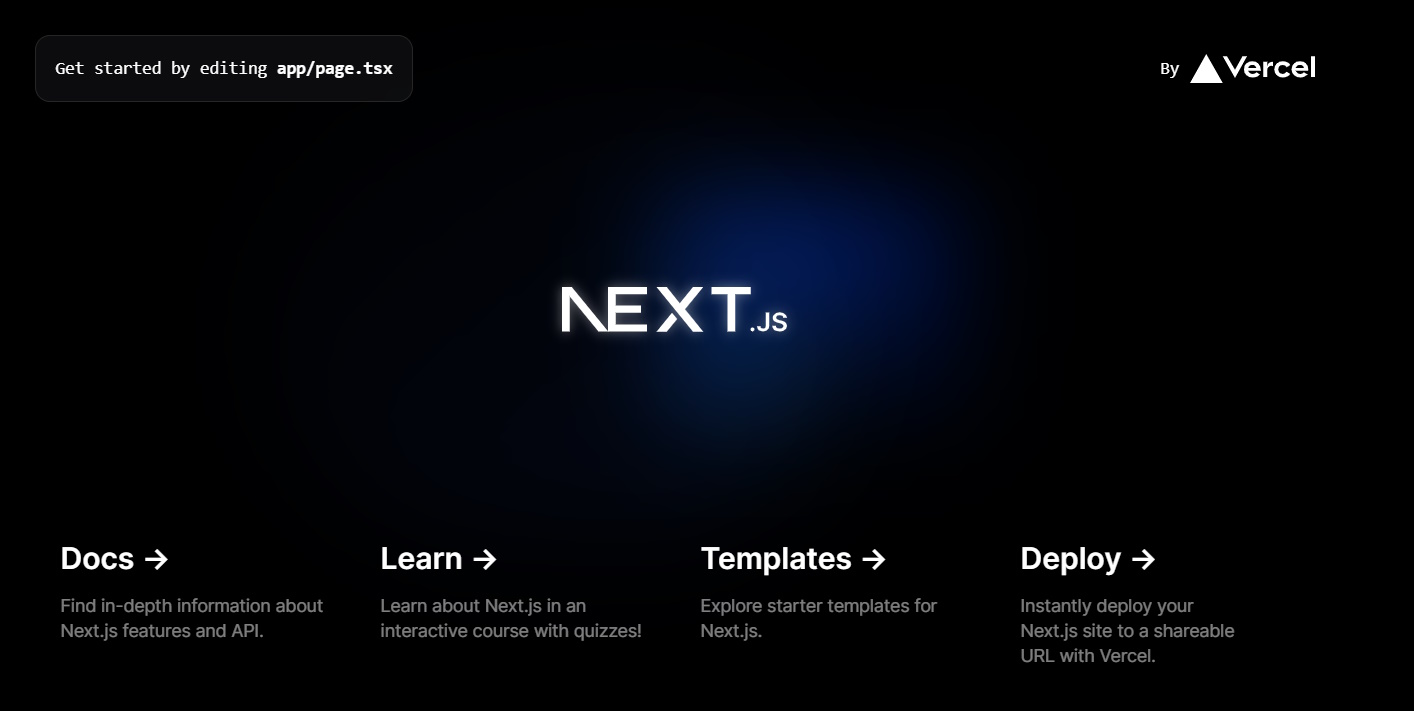 Get started by editing app/page.tsx
By Vercel
NEXT.JS
Docs →
Find in-depth information about
Next.js features and API.
Learn →
Learn about Next.js in an
interactive course with quizzes!
Templates →
Explore starter templates for
Next.js.
Deploy →
Instantly deploy your
Next.js site to a shareable
URL with Vercel.